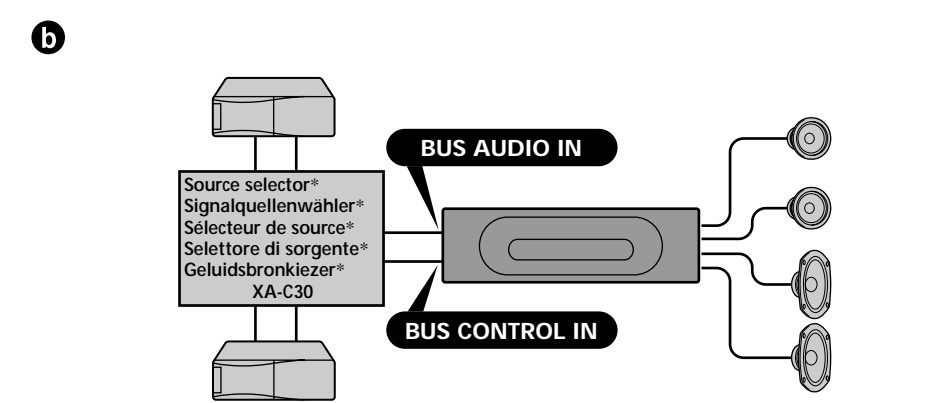 b
BUS AUDIO IN
Source selector*
Signalquellenwähler*
Sélecteur de source*
Selettore di sorgente*
Geluidsbronkiezer*
XA-C30
BUS CONTROL IN